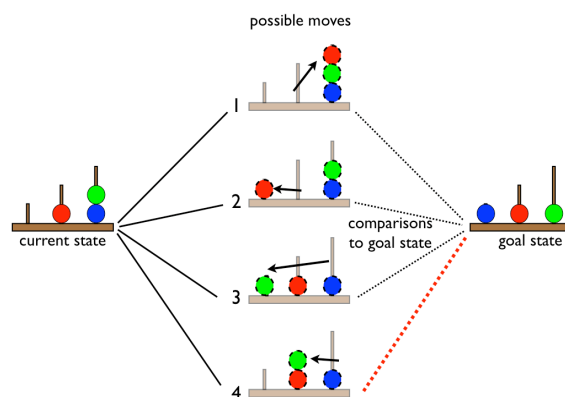 possible moves
1
2
comparisons
to goal state
current state
goal state
3
4